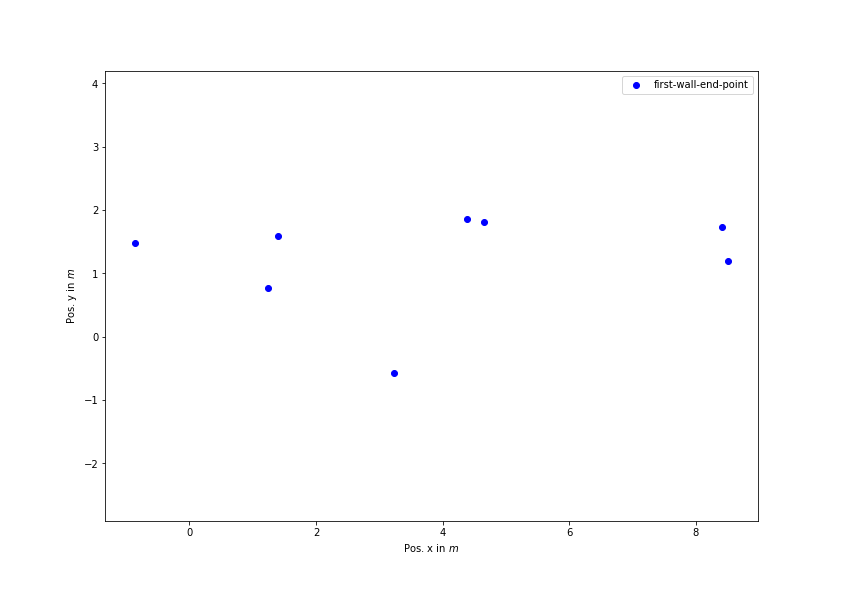 first-wall-end-point
4
3
2
1
0
−1
−2
Pos. y in m
0 2 4 6 8
Pos. x in m